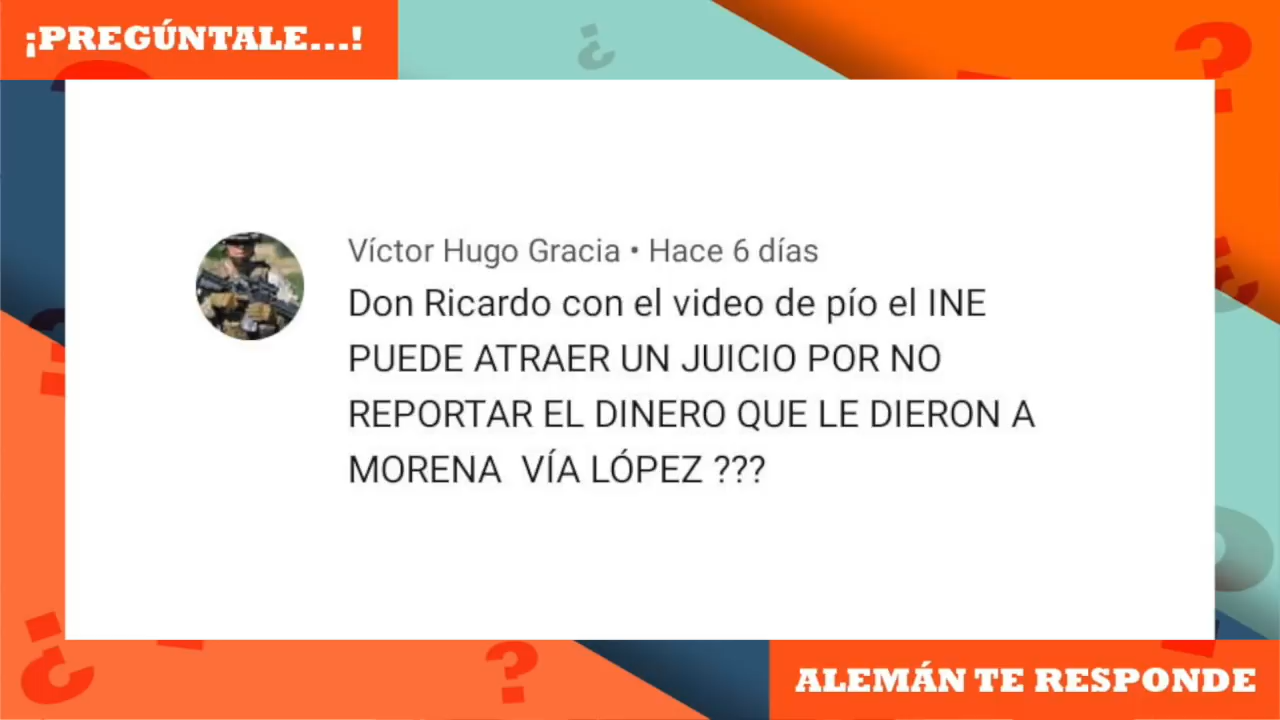 ¡PREGÚNTALE...!
Víctor Hugo Gracia • Hace 6 días
Don Ricardo con el video de pío el INE
PUEDE ATRAER UN JUICIO POR NO
REPORTAR EL DINERO QUE LE DIERON A
MORENA  VÍA LÓPEZ ???
ALEMÁN TE RESPONDE